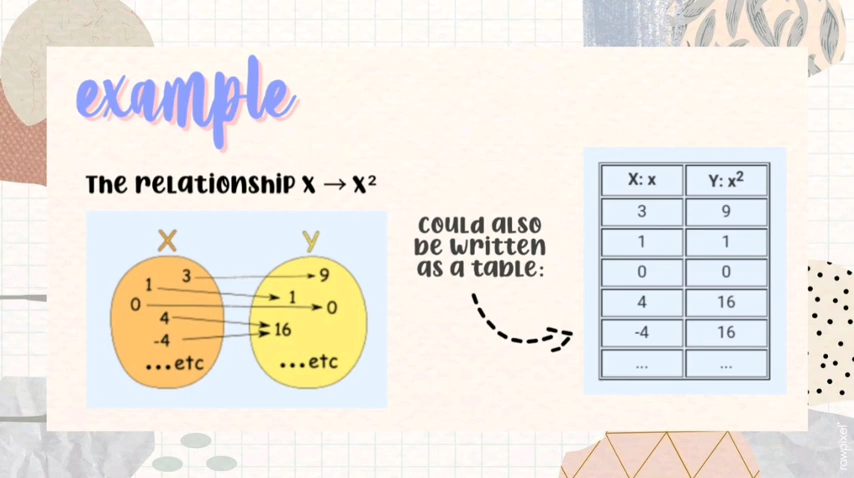 example
The relationship x → x²
X
Y
3
9
1
1
0
0
4
16
-4
...etc
...etc
could also
be written
as a table:
X: x Y: x²
3 9
1 1
0 0
4 16
-4 16
... ...
rawpixel